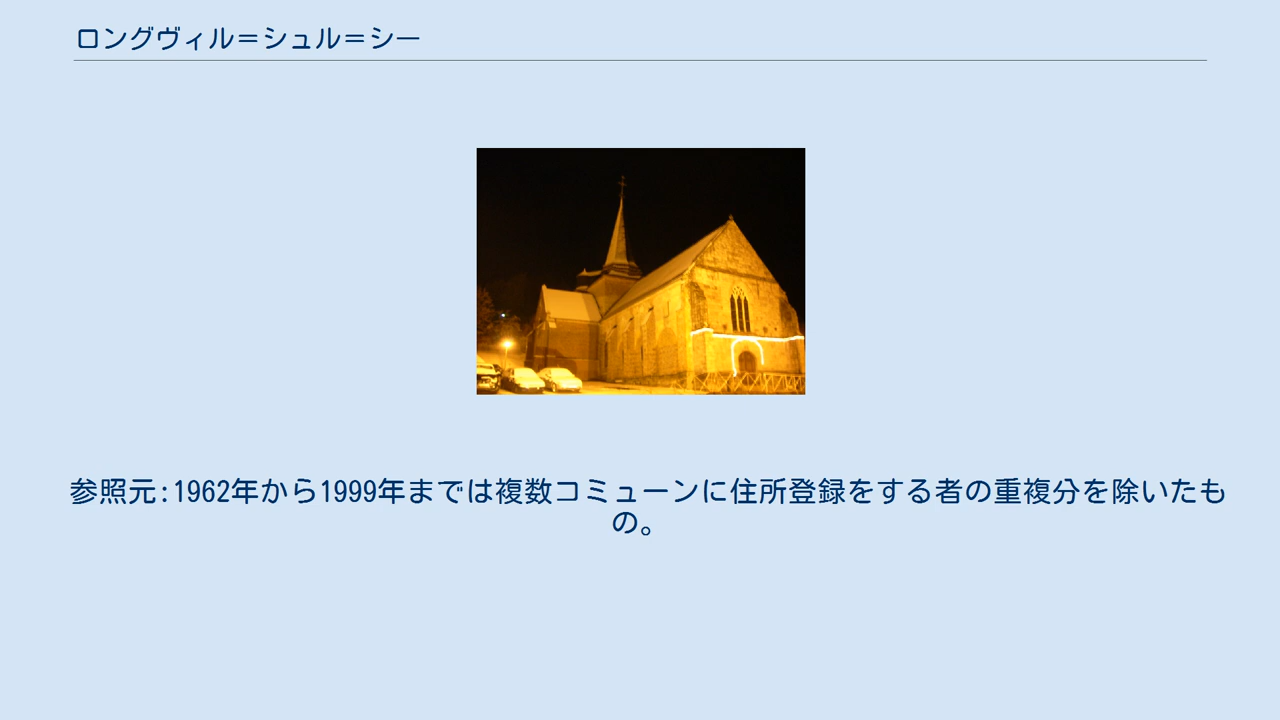 ロングヴィル＝シュル＝シー
参照元:1962年から1999年までは複数コミューンに住所登録をする者の重複分を除いたも
の。